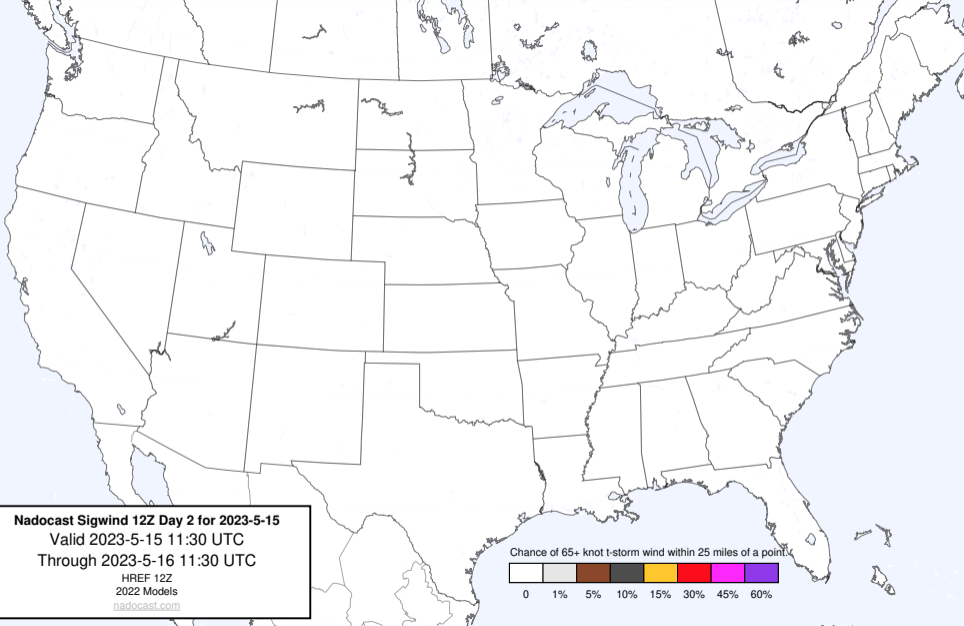 Nadocast Sigwind 12Z Day 2 for 2023-5-15
Valid 2023-5-15 11:30 UTC
Through 2023-5-16 11:30 UTC
HREF 12Z
2022 Models
nadocast.com
Chance of 65+ knot t-storm wind within 25 miles of a point.
0 1% 5% 10% 15% 30% 45% 60%